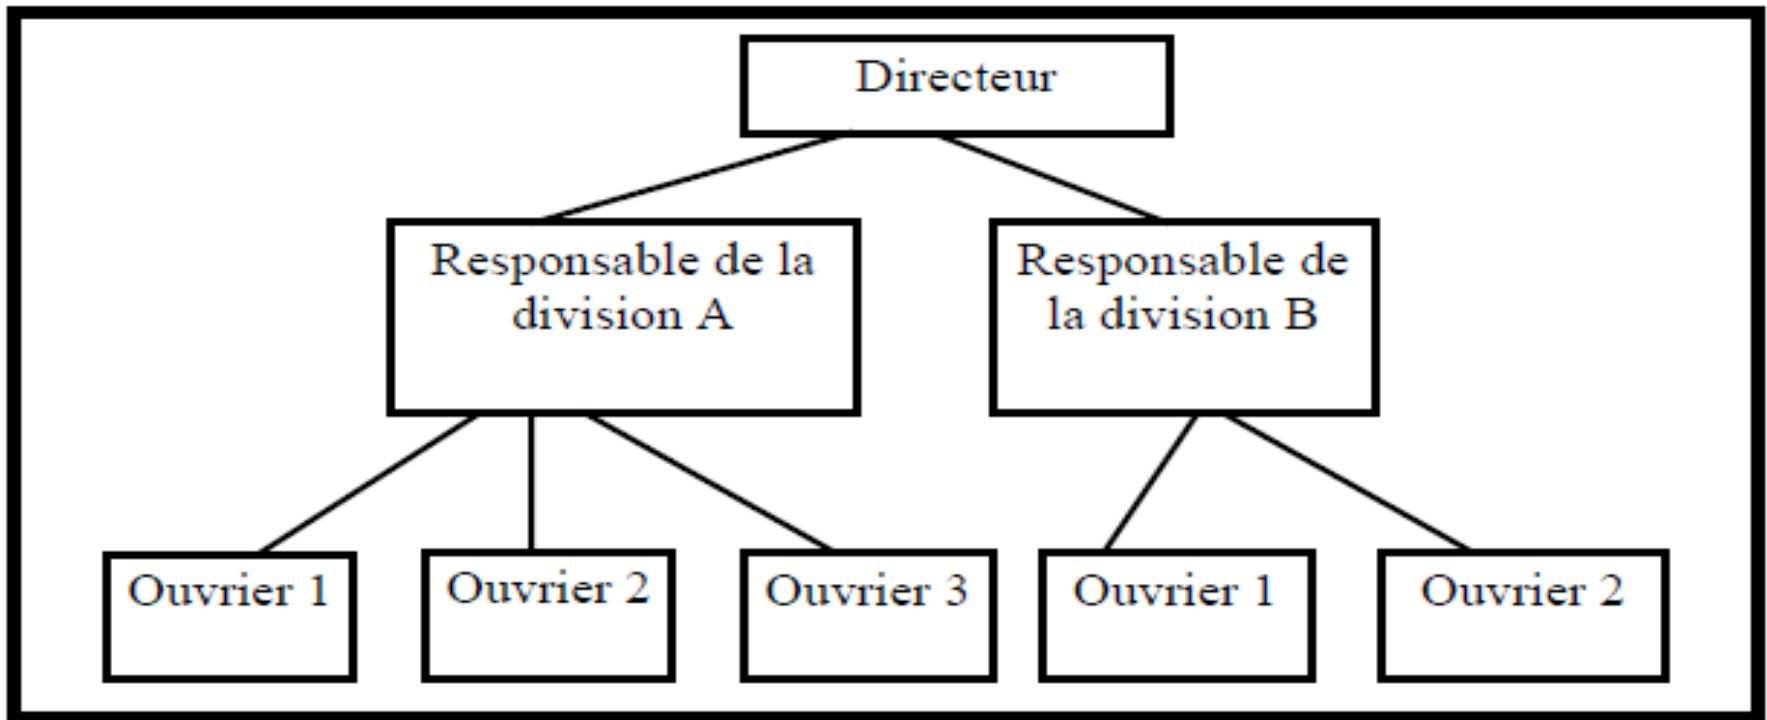 Directeur
Responsable de la
division A
Responsable de
la division B
Ouvrier 1
Ouvrier 2
Ouvrier 3
Ouvrier 1
Ouvrier 2